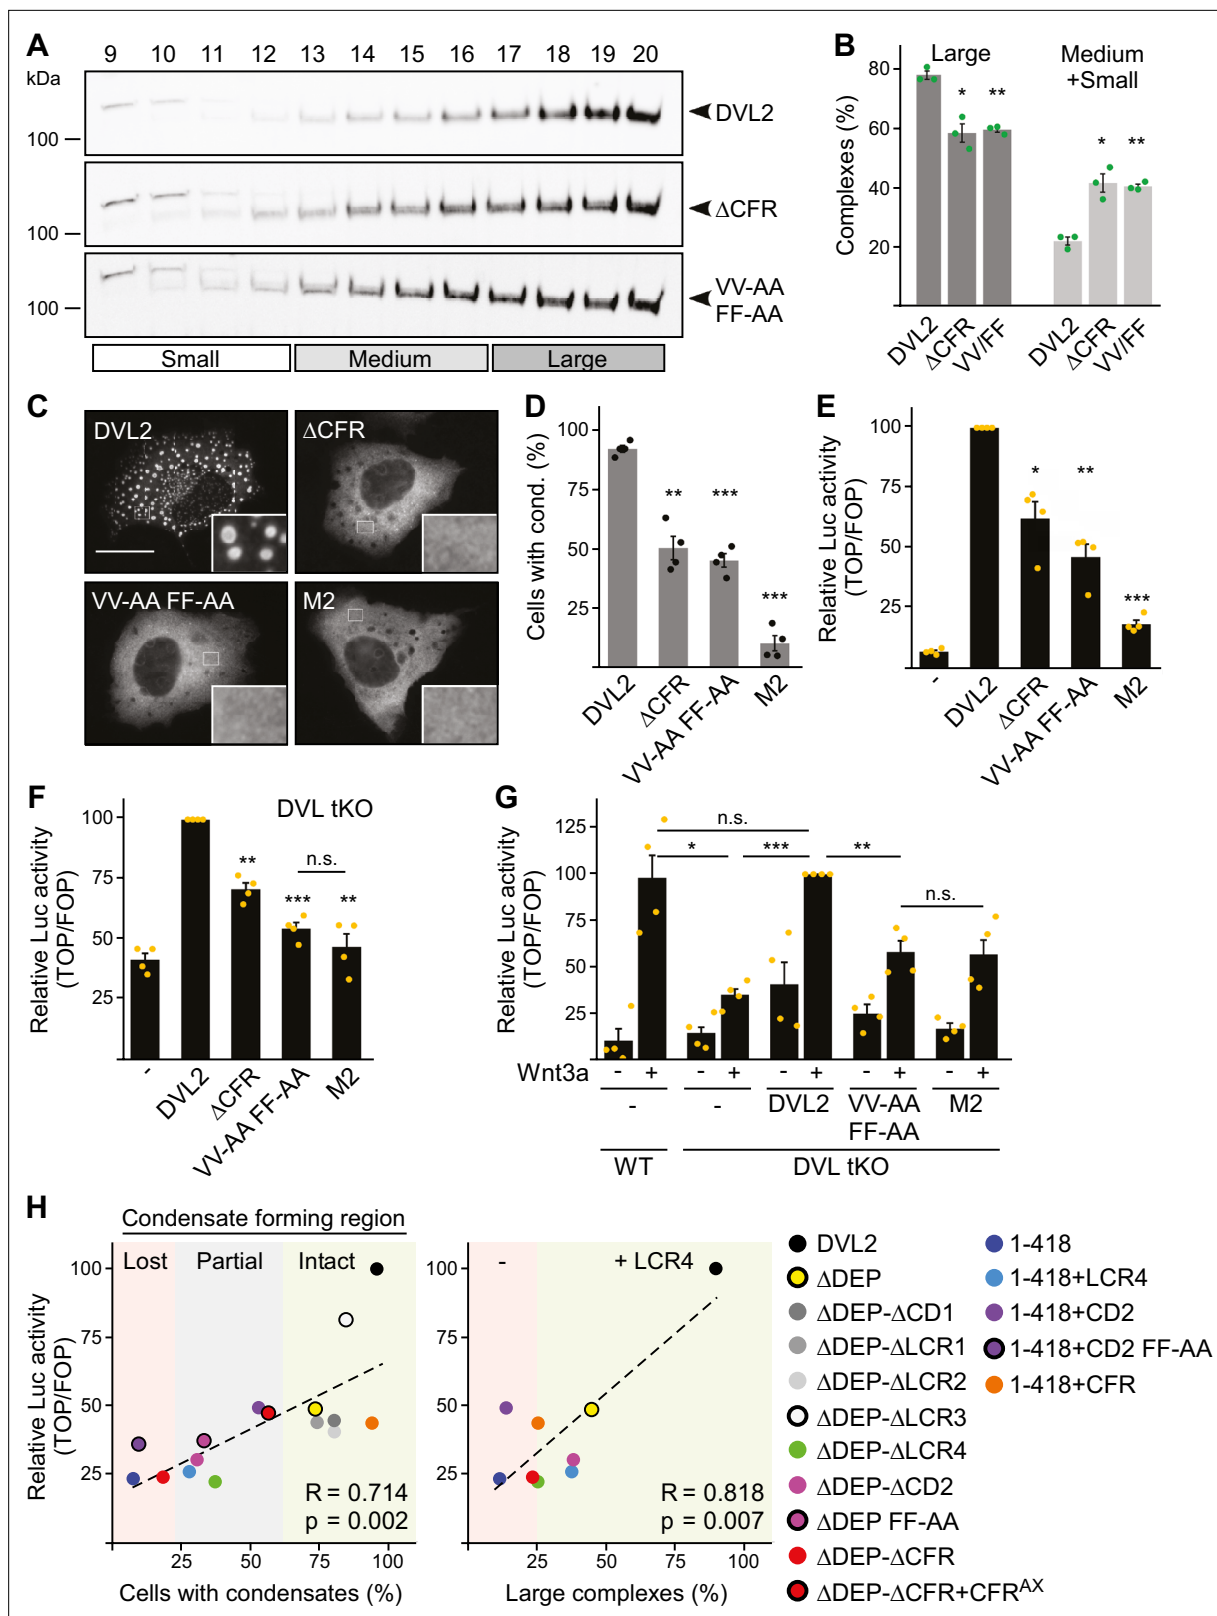 A
9 10 11 12 13 14 15 16 17 18 19 20
kDa
100
DVL2
100
ΔCFR
100
VV-AA
FF-AA
Small
Medium
Large
B
Large
Medium
+Small
Complexes (%)
80
60
40
20
* **
* **
DVL2
ΔCFR
VV/FF
DVL2
ΔCFR
VV/FF
C
DVL2
ΔCFR
VV-AA FF-AA
M2
D
Cells with cond. (%)
100
75
50
25
**
***
***
DVL2
ΔCFR
VV-AA FF-AA
M2
E
Relative Luc activity
(TOP/FOP)
100
75
50
25
*
**
***
-
DVL2
ΔCFR
VV-AA FF-AA
M2
F
DVL tKO
Relative Luc activity
(TOP/FOP)
100
75
50
25
**
***
n.s.
**
-
DVL2
ΔCFR
VV-AA FF-AA
M2
G
Relative Luc activity
(TOP/FOP)
125
100
75
50
25
n.s.
* *** **
n.s.
Wnt3a - + - + - + - + - +
- - DVL2 VV-AA M2
FF-AA
WT DVL tKO
H
Condensate forming region
Lost Partial Intact
Relative Luc activity
(TOP/FOP)
100
75
50
25
R = 0.714
p = 0.002
25 50 75 100
Cells with condensates (%)
- + LCR4
100
75
50
25
R = 0.818
p = 0.007
25 50 75 100
Large complexes (%)
DVL2
ΔDEP
ΔDEP-ΔCD1
ΔDEP-ΔLCR1
ΔDEP-ΔLCR2
ΔDEP-ΔLCR3
ΔDEP-ΔLCR4
ΔDEP-ΔCD2
ΔDEP FF-AA
ΔDEP-ΔCFR
ΔDEP-ΔCFR+CFR^AX
1-418
1-418+LCR4
1-418+CD2
1-418+CD2 FF-AA
1-418+CFR